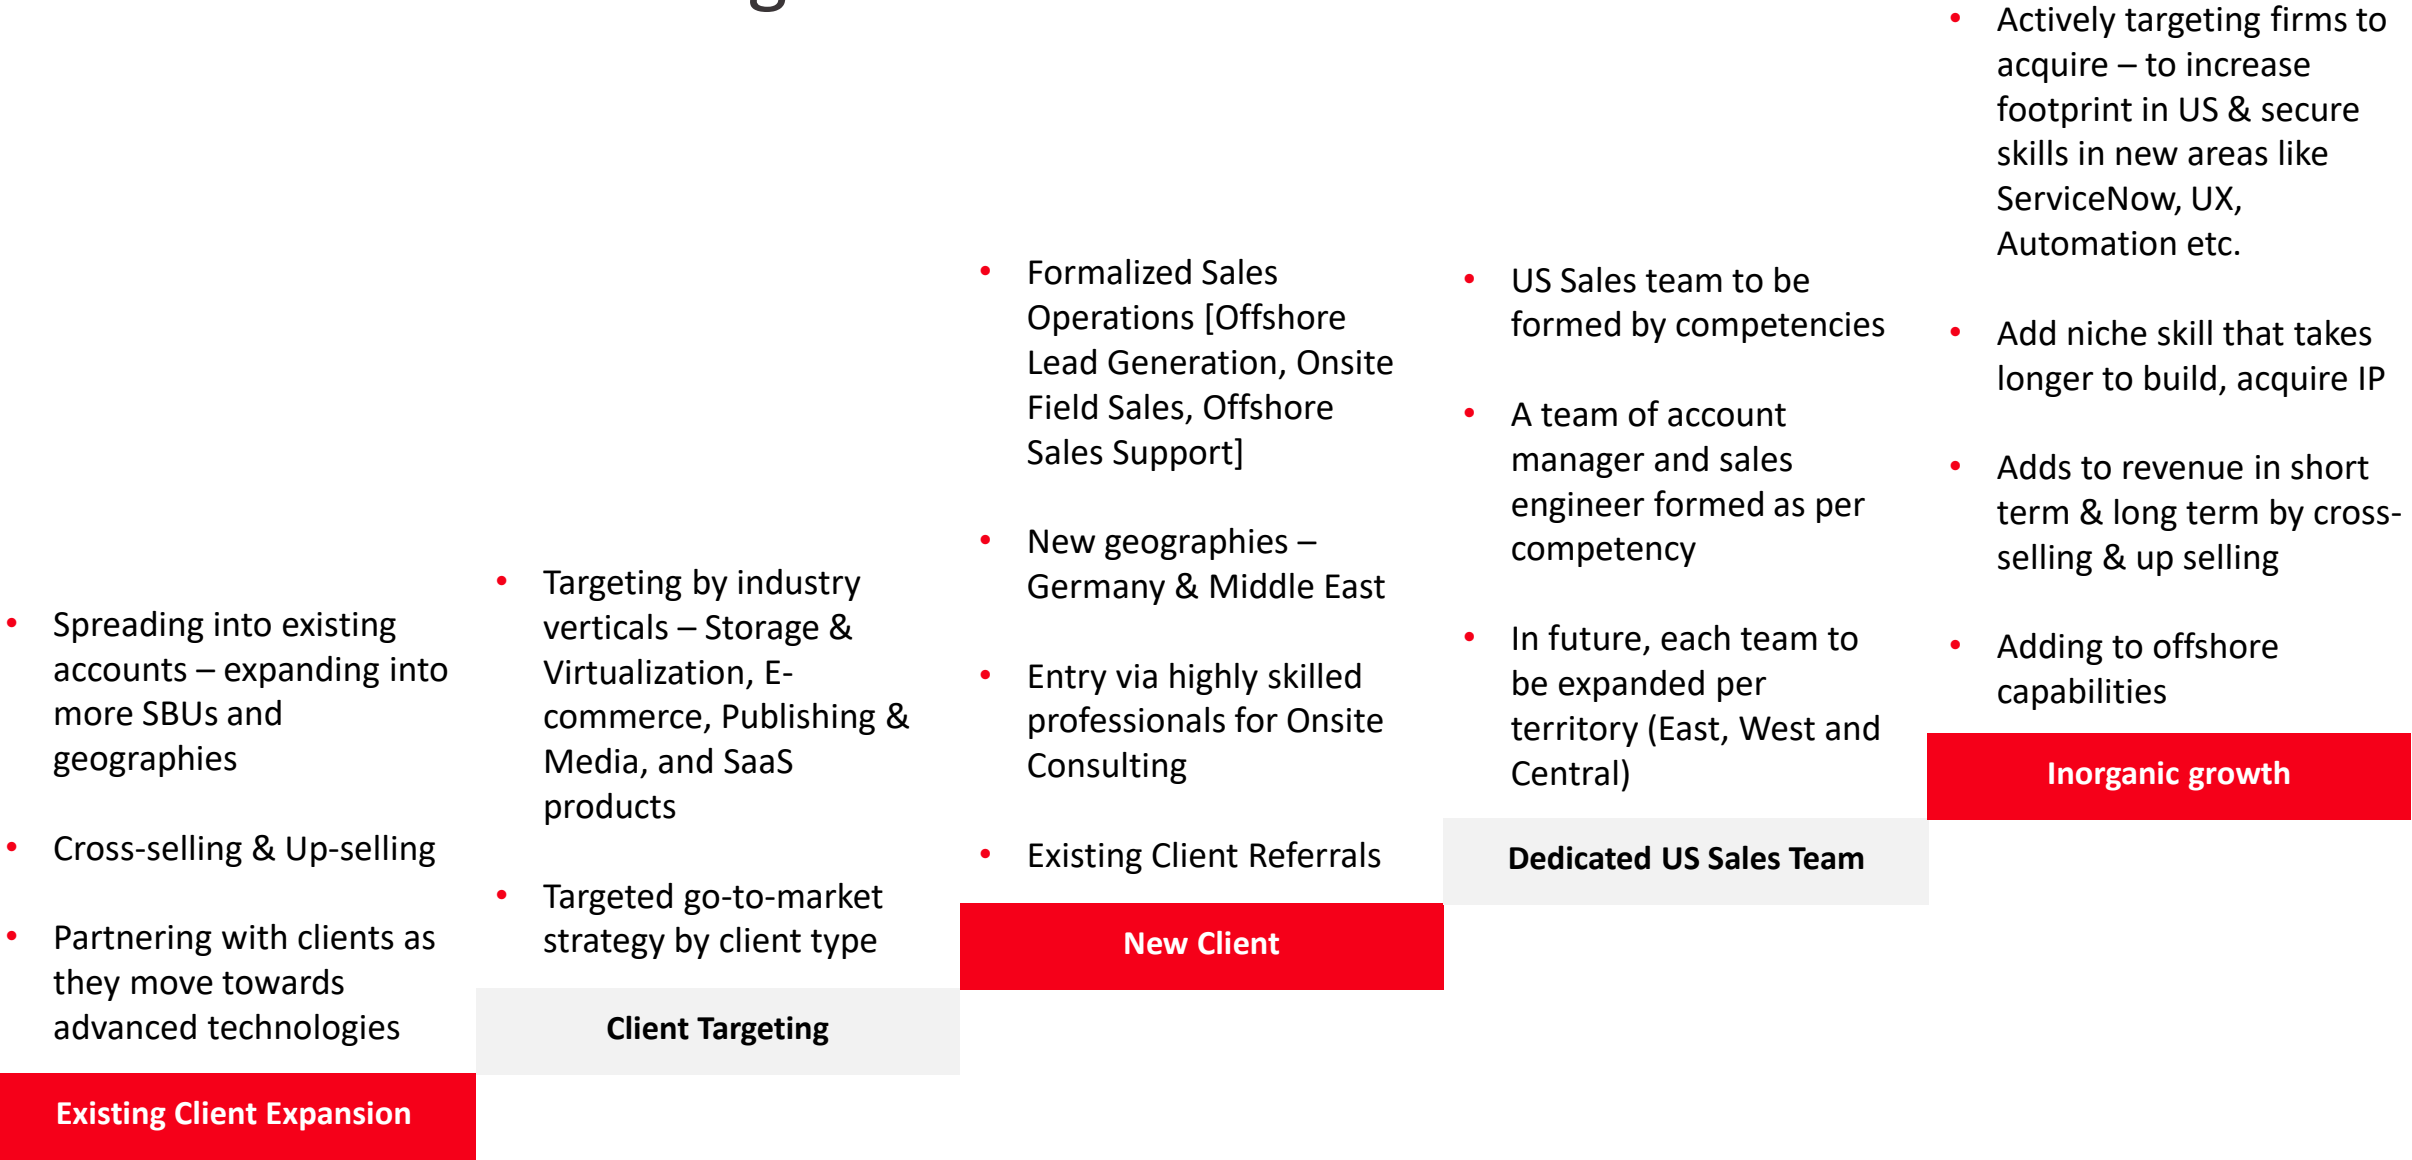 • Spreading into existing
accounts – expanding into
more SBUs and
geographies
• Cross-selling & Up-selling
• Partnering with clients as
they move towards
advanced technologies
Existing Client Expansion
• Targeting by industry
verticals – Storage &
Virtualization, E-
commerce, Publishing &
Media, and SaaS
products
• Targeted go-to-market
strategy by client type
Client Targeting
• Formalized Sales
Operations [Offshore
Lead Generation, Onsite
Field Sales, Offshore
Sales Support]
• New geographies –
Germany & Middle East
• Entry via highly skilled
professionals for Onsite
Consulting
• Existing Client Referrals
New Client
• US Sales team to be
formed by competencies
• A team of account
manager and sales
engineer formed as per
competency
• In future, each team to
be expanded per
territory (East, West and
Central)
Dedicated US Sales Team
• Actively targeting firms to
acquire – to increase
footprint in US & secure
skills in new areas like
ServiceNow, UX,
Automation etc.
• Add niche skill that takes
longer to build, acquire IP
• Adds to revenue in short
term & long term by cross-
selling & up selling
• Adding to offshore
capabilities
Inorganic growth